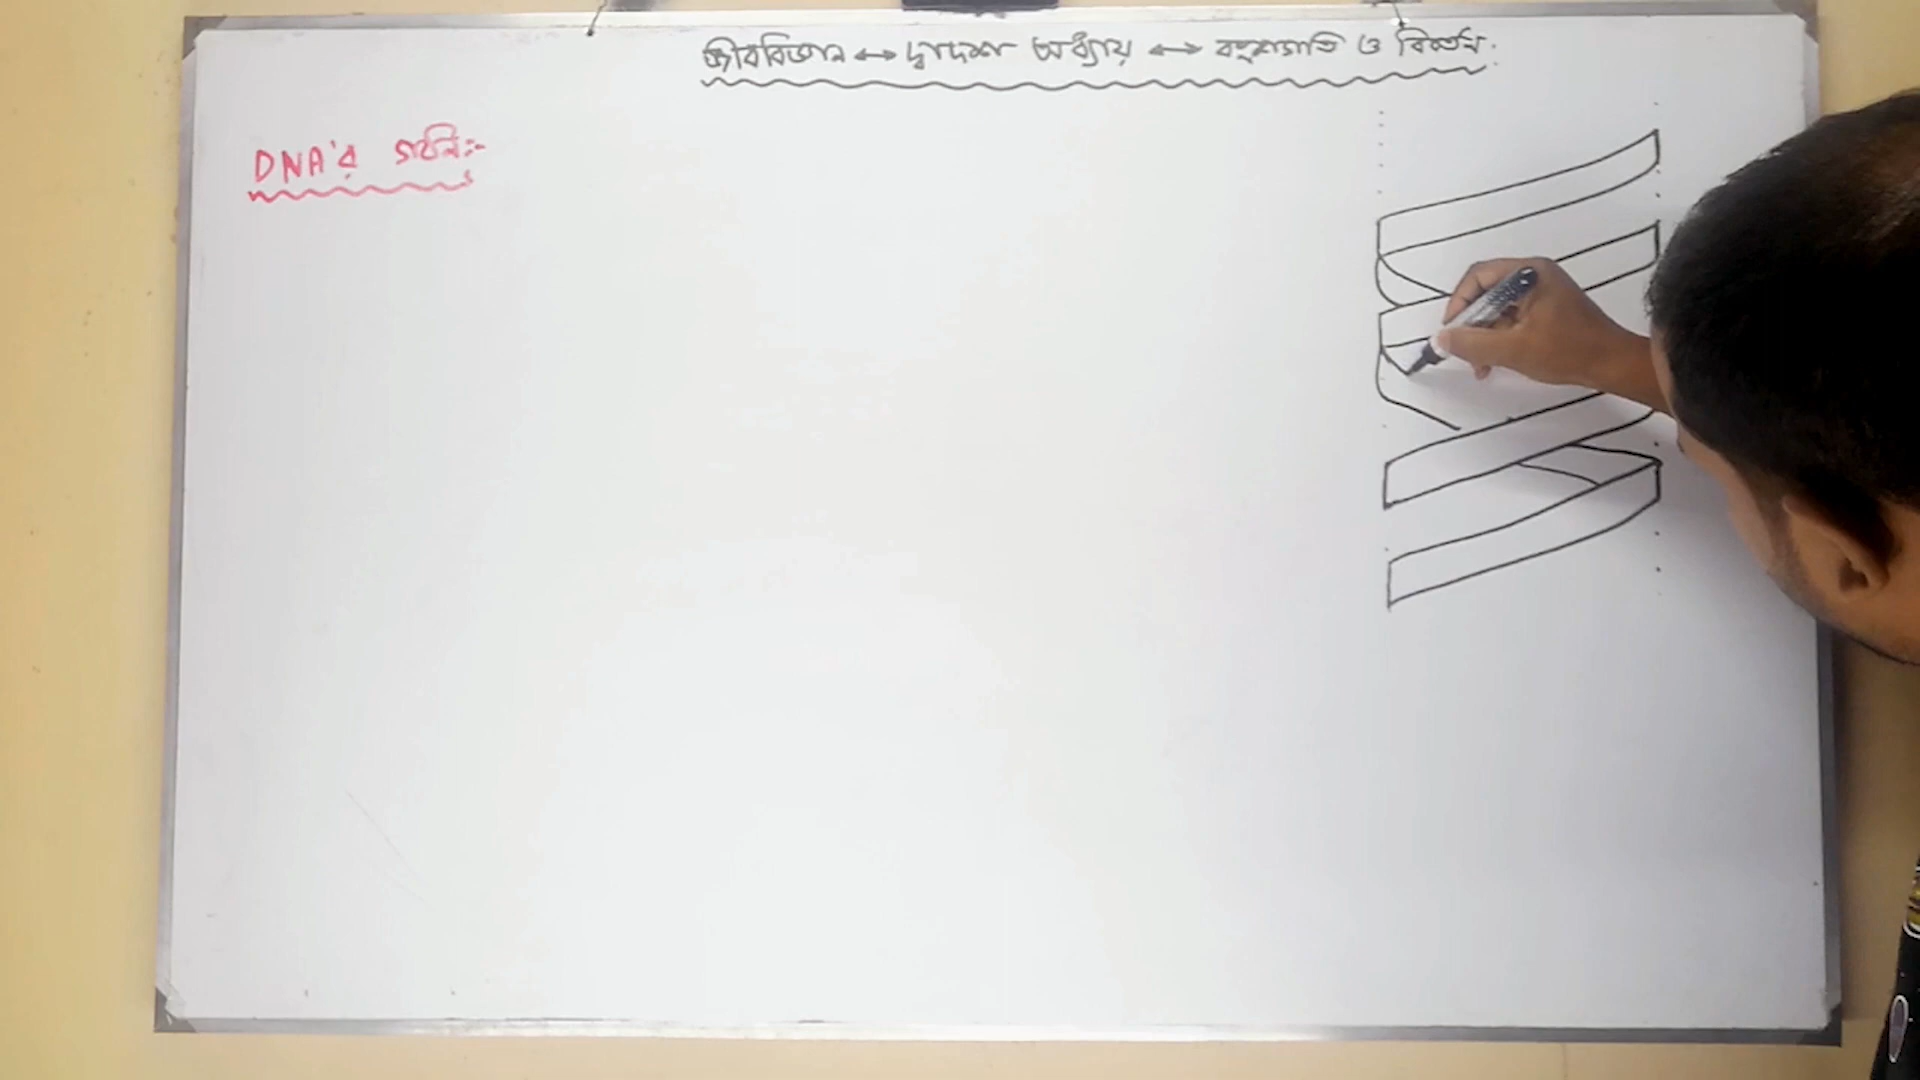 জীববিজ্ঞান ↔ দ্বাদশ অধ্যায় ↔ বংশগতি ও বিবর্তন.
DNA'র গঠন:-